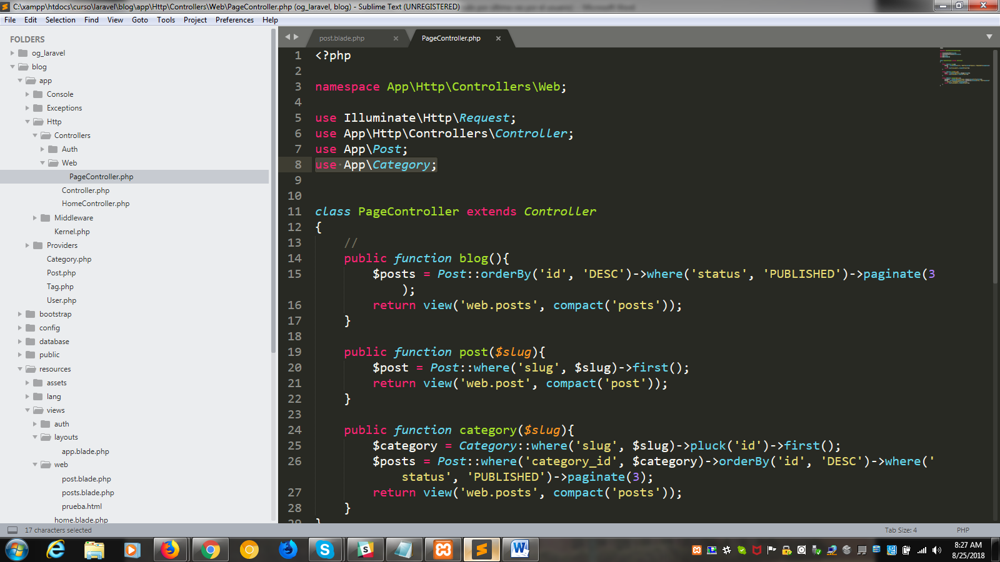 C:\xampp\htdocs\curso\laravel\blog\app\Http\Controllers\Web\PageController.php (og_laravel, blog) - Sublime Text (UNREGISTERED)
File Edit Selection Find View Goto Tools Project Preferences Help
FOLDERS
og_laravel
blog
app
Console
Exceptions
Http
Controllers
Auth
Web
PageController.php
Controller.php
HomeController.php
Middleware
Kernel.php
Providers
Category.php
Post.php
Tag.php
User.php
bootstrap
config
database
public
resources
assets
lang
views
auth
layouts
app.blade.php
web
post.blade.php
posts.blade.php
prueba.html
home.blade.php
post.blade.php × PageController.php ×
1 <?php
2
3 namespace App\Http\Controllers\Web;
4
5 use Illuminate\Http\Request;
6 use App\Http\Controllers\Controller;
7 use App\Post;
8 use App\Category;
9
10
11 class PageController extends Controller
12 {
13 //
14 public function blog(){
15 $posts = Post::orderBy('id', 'DESC')->where('status', 'PUBLISHED')->paginate(3
);
16 return view('web.posts', compact('posts'));
17 }
18
19 public function post($slug){
20 $post = Post::where('slug', $slug)->first();
21 return view('web.post', compact('post'));
22 }
23
24 public function category($slug){
25 $category = Category::where('slug', $slug)->pluck('id')->first();
26 $posts = Post::where('category_id', $category)->orderBy('id', 'DESC')->where('
status', 'PUBLISHED')->paginate(3);
27 return view('web.posts', compact('posts'));
28 }
29 }
17 characters selected Tab Size: 4 PHP
8:27 AM
8/25/2018